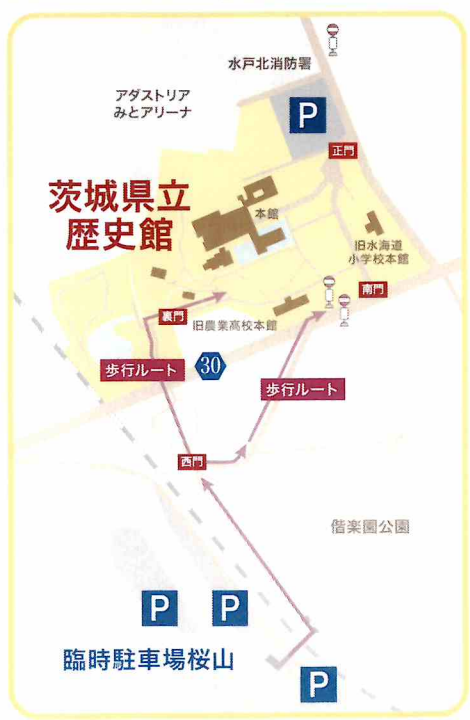 水戸北消防署
アダストリア
みとアリーナ
P
正門
茨城県立
歴史館
本館
旧水海道
小学校本館
南門
裏門
旧農業高校本館
歩行ルート
30
歩行ルート
西門
偕楽園公園
P
P
臨時駐車場桜山
P